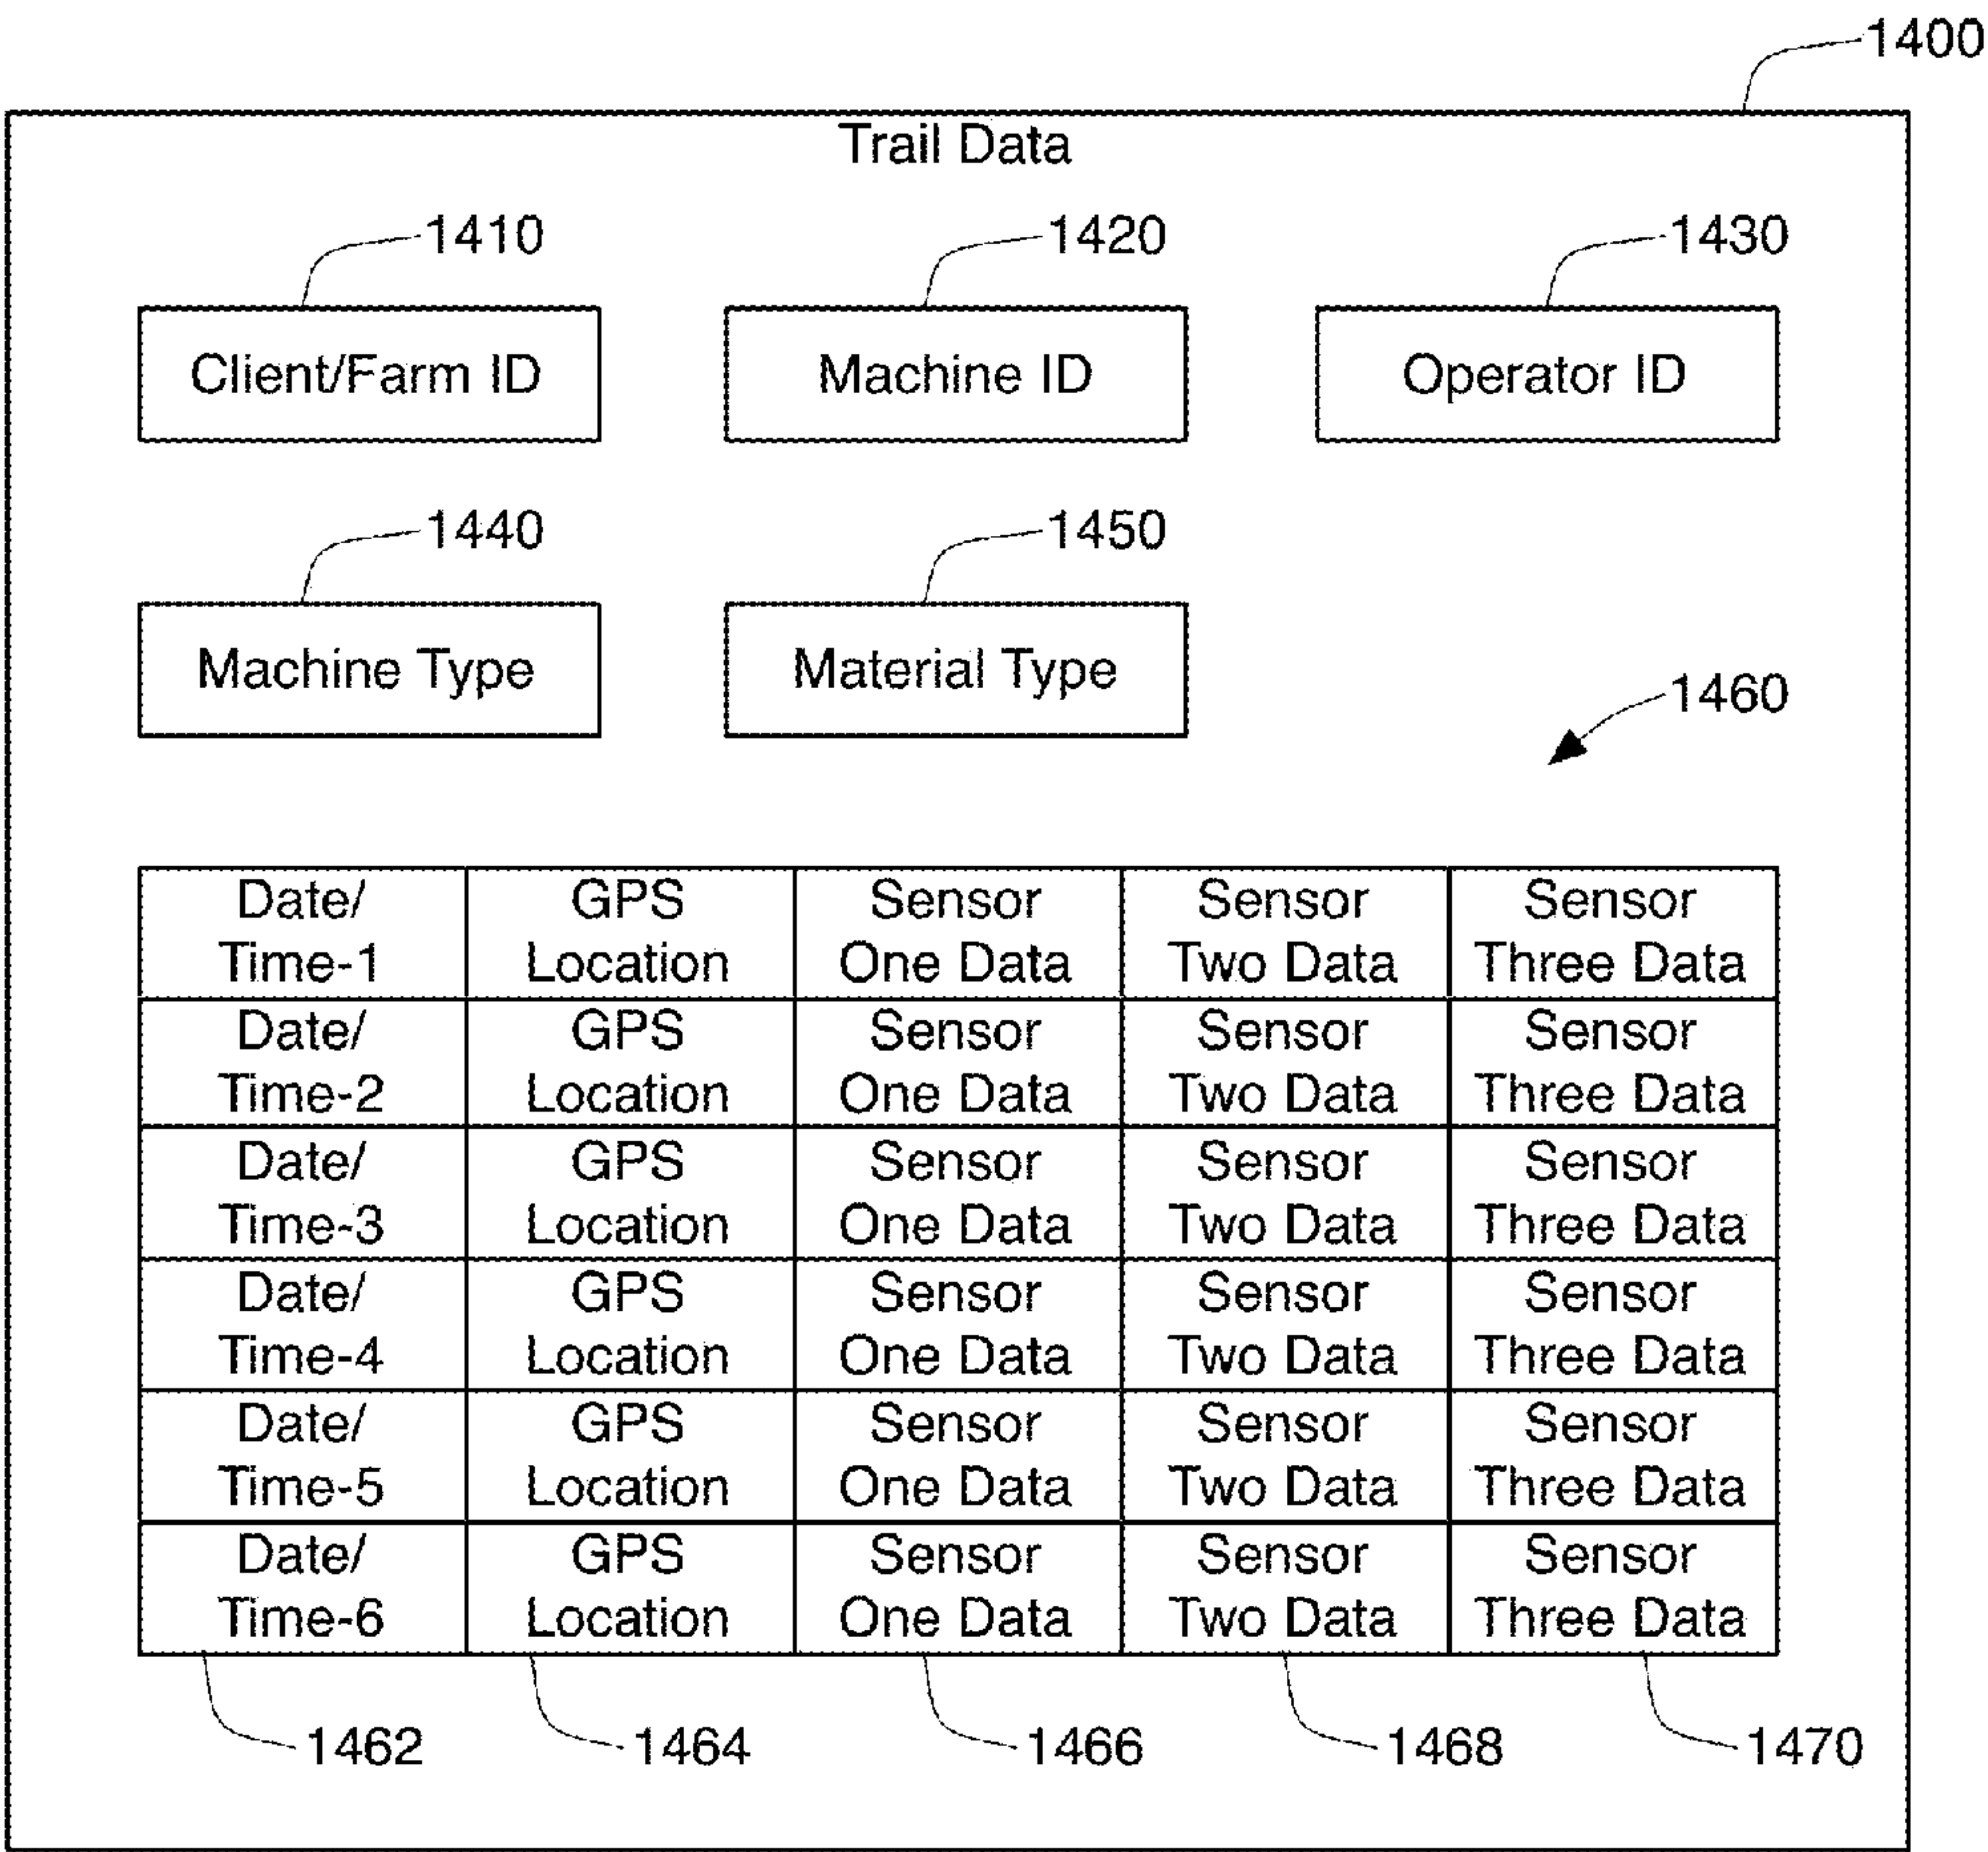 1400
Trail Data
1410 1420 1430
Client/Farm ID Machine ID Operator ID
1440 1450
Machine Type Material Type
1460
Date/ GPS Sensor Sensor Sensor
Time-1 Location One Data Two Data Three Data
Date/ GPS Sensor Sensor Sensor
Time-2 Location One Data Two Data Three Data
Date/ GPS Sensor Sensor Sensor
Time-3 Location One Data Two Data Three Data
Date/ GPS Sensor Sensor Sensor
Time-4 Location One Data Two Data Three Data
Date/ GPS Sensor Sensor Sensor
Time-5 Location One Data Two Data Three Data
Date/ GPS Sensor Sensor Sensor
Time-6 Location One Data Two Data Three Data
1462 1464 1466 1468 1470